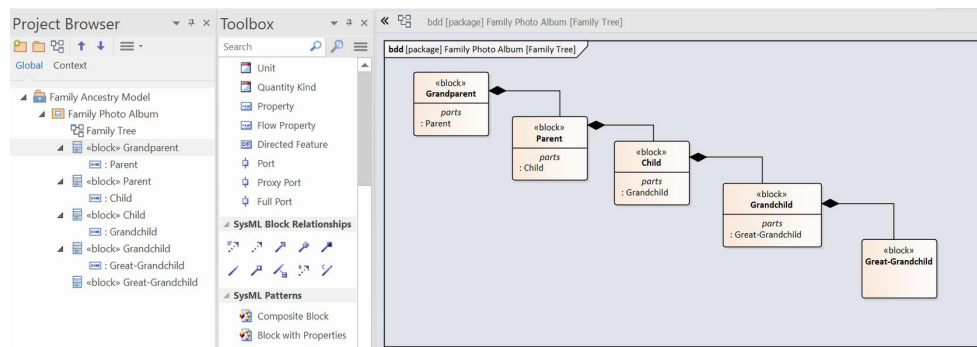 Project Browser
Global Context
Family Ancestry Model
Family Photo Album
Family Tree
«block» Grandparent
: Parent
«block» Parent
: Child
«block» Child
: Grandchild
«block» Grandchild
: Great-Grandchild
«block» Great-Grandchild
Toolbox
Search
Unit
Quantity Kind
Property
Flow Property
Directed Feature
Port
Proxy Port
Full Port
SysML Block Relationships
SysML Patterns
Composite Block
Block with Properties
bdd [package] Family Photo Album [Family Tree]
bdd [package] Family Photo Album [Family Tree]
«block»
Grandparent
parts
: Parent
«block»
Parent
parts
: Child
«block»
Child
parts
: Grandchild
«block»
Grandchild
parts
: Great-Grandchild
«block»
Great-Grandchild